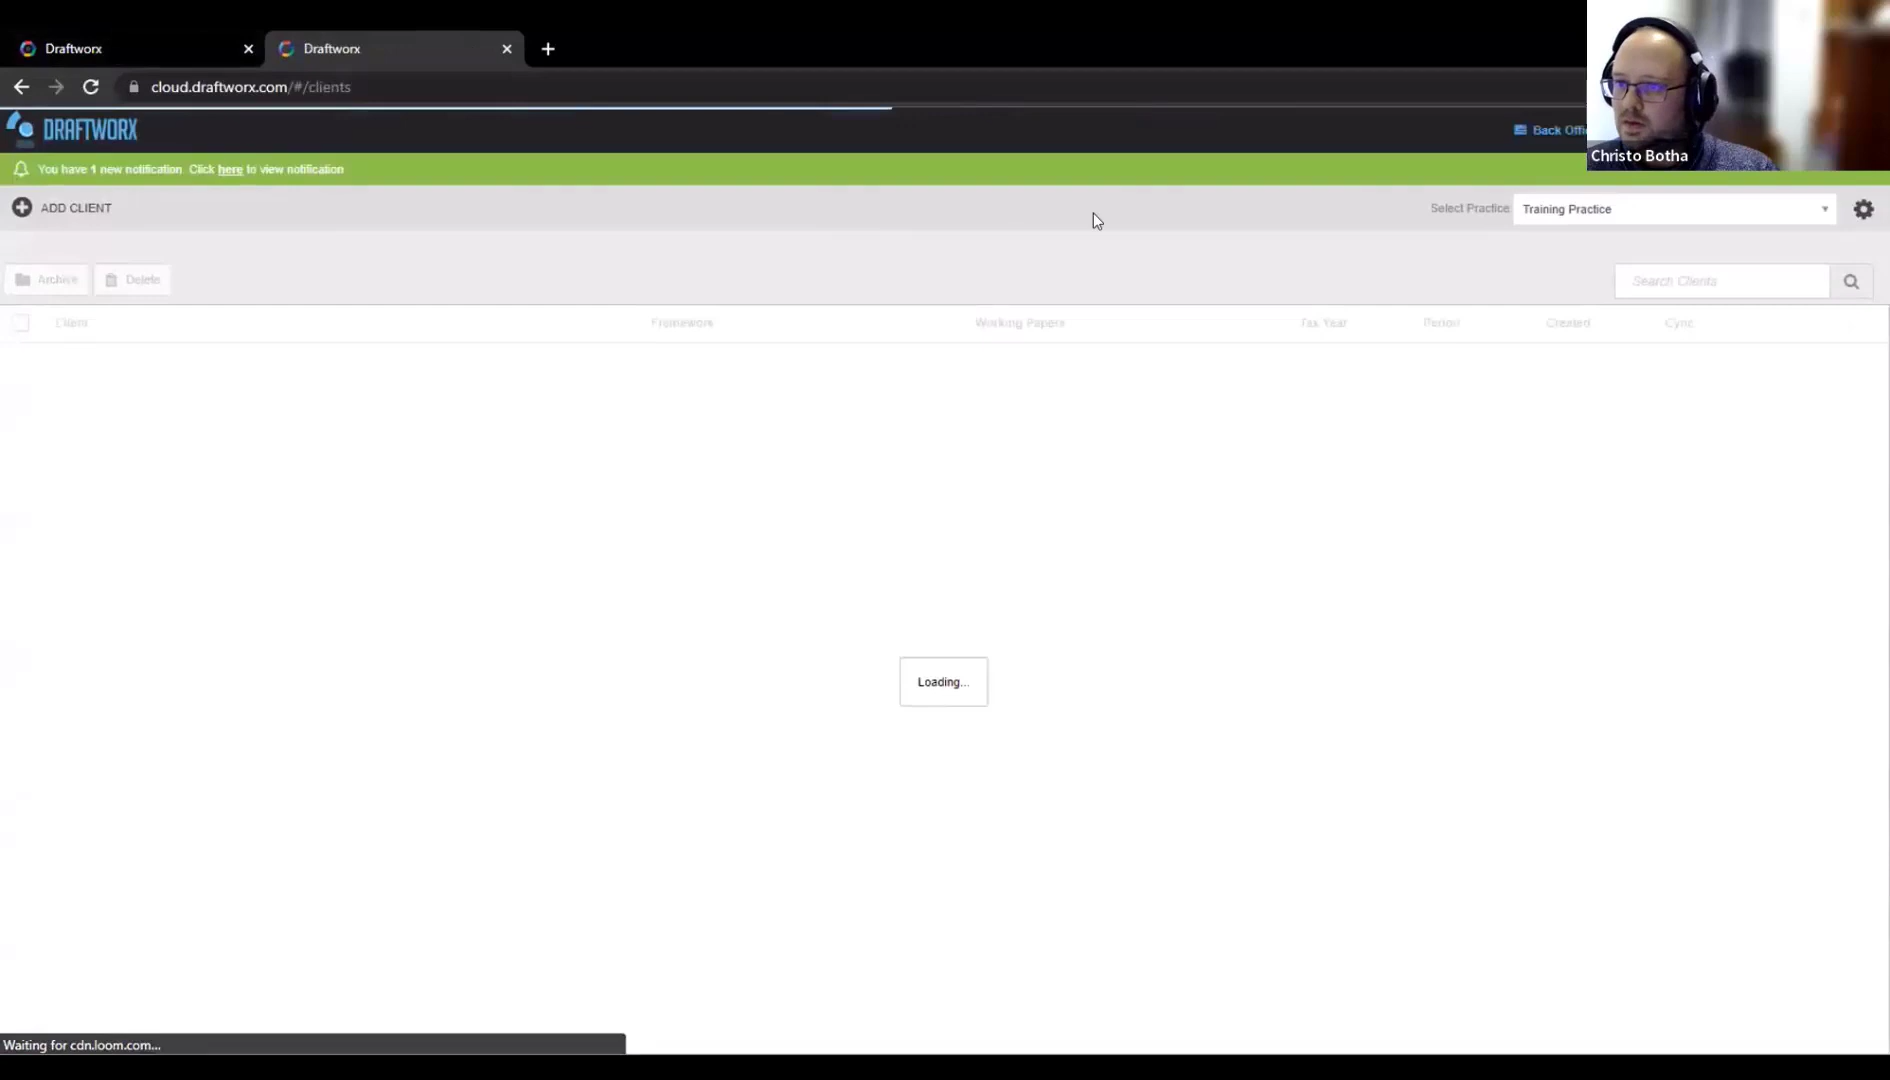 Draftworx
Draftworx
cloud.draftworx.com/#/clients
DRAFTWORX
Back Offi
Christo Botha
You have 1 new notification. Click here to view notification
ADD CLIENT
Select Practice
Training Practice
Archive
Delete
Search Clients
Client
Framework
Working Papers
Tax Year
Period
Created
Cync
Loading...
Waiting for cdn.loom.com...